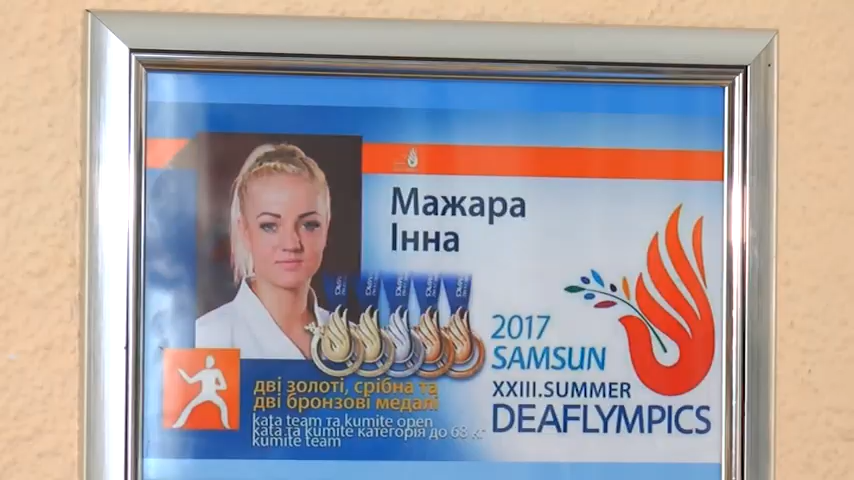 Мажара
Інна
2017
SAMSUN
XXIII.SUMMER
DEAFLYMPICS
дві золоті, срібна та
дві бронзові медалі
kata team та kumite open
kata та kumite категорія до 68 кг
kumite team